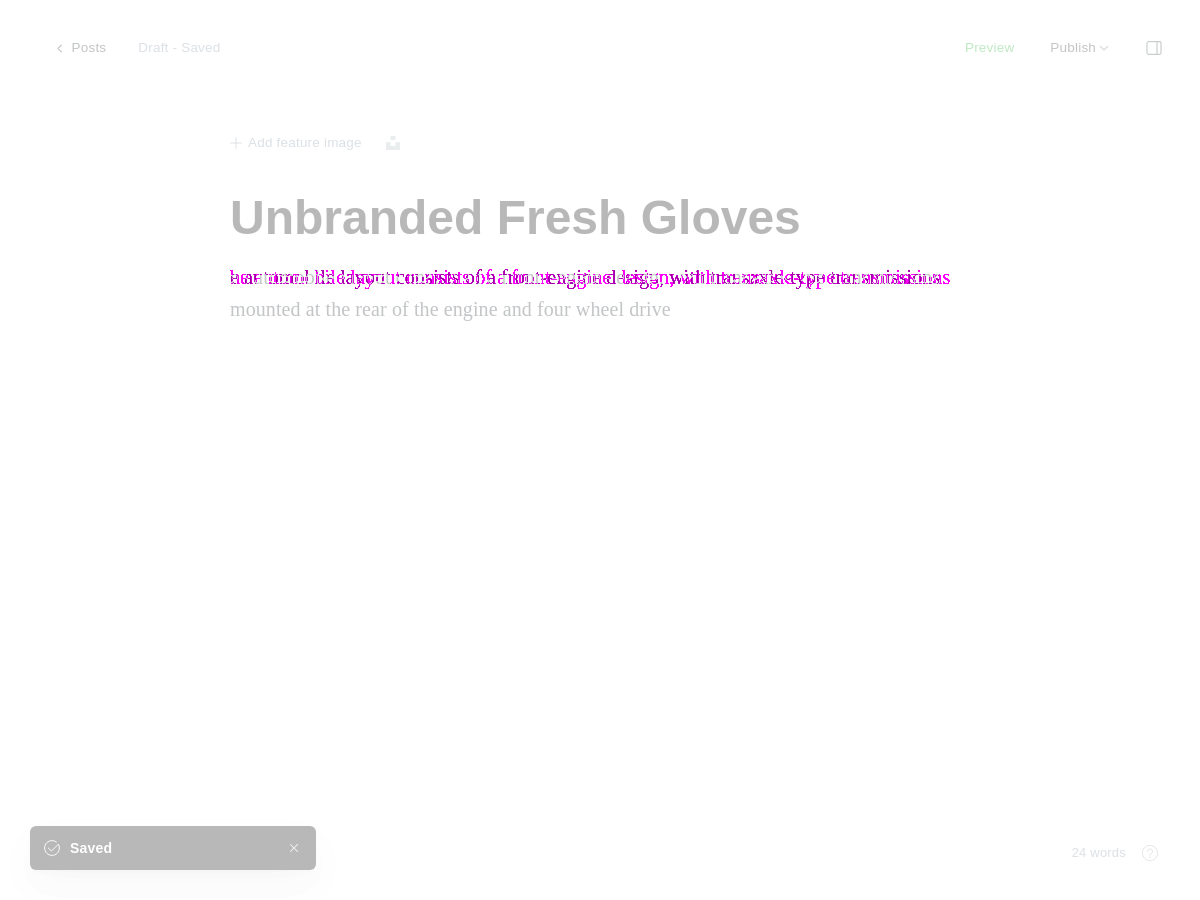 Posts
Draft - Saved
Preview
Publish
Add feature image
Unbranded Fresh Gloves
mounted at the rear of the engine and four wheel drive
Saved
24 words